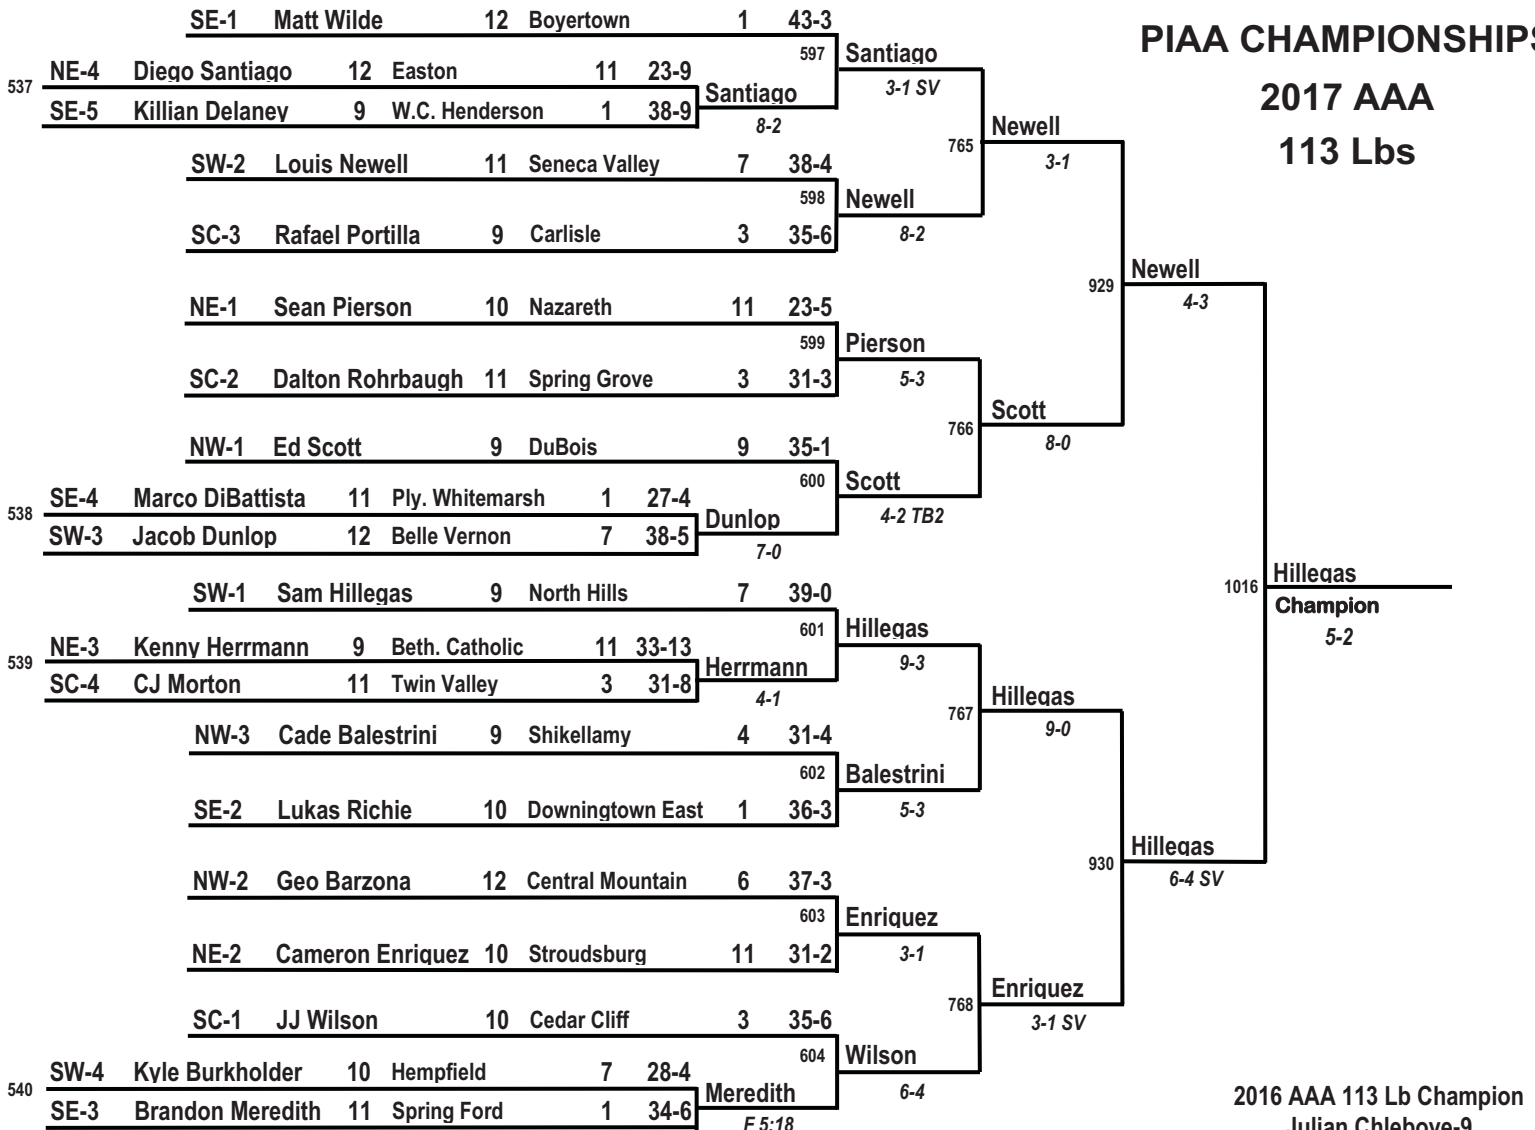 SE-1 Matt Wilde 12 Boyertown 1 43-3
PIAA CHAMPIONSHIPS
2017 AAA
113 Lbs
597 Santiago
3-1 SV
537 NE-4 Diego Santiago 12 Easton 11 23-9
SE-5 Killian Delaney 9 W.C. Henderson 1 38-9
Santiago
8-2
765 Newell
3-1
SW-2 Louis Newell 11 Seneca Valley 7 38-4
598 Newell
8-2
SC-3 Rafael Portilla 9 Carlisle 3 35-6
929 Newell
4-3
NE-1 Sean Pierson 10 Nazareth 11 23-5
599 Pierson
5-3
SC-2 Dalton Rohrbaugh 11 Spring Grove 3 31-3
766 Scott
8-0
NW-1 Ed Scott 9 DuBois 9 35-1
600 Scott
4-2 TB2
538 SE-4 Marco DiBattista 11 Ply. Whitemarsh 1 27-4
SW-3 Jacob Dunlop 12 Belle Vernon 7 38-5
Dunlop
7-0
1016 Hillegas
Champion
5-2
SW-1 Sam Hillegas 9 North Hills 7 39-0
601 Hillegas
9-3
539 NE-3 Kenny Herrmann 9 Beth. Catholic 11 33-13
SC-4 CJ Morton 11 Twin Valley 3 31-8
Herrmann
4-1
767 Hillegas
9-0
NW-3 Cade Balestrini 9 Shikellamy 4 31-4
602 Balestrini
5-3
SE-2 Lukas Richie 10 Downingtown East 1 36-3
930 Hillegas
6-4 SV
NW-2 Geo Barzona 12 Central Mountain 6 37-3
603 Enriquez
3-1
NE-2 Cameron Enriquez 10 Stroudsburg 11 31-2
768 Enriquez
3-1 SV
SC-1 JJ Wilson 10 Cedar Cliff 3 35-6
604 Wilson
6-4
540 SW-4 Kyle Burkholder 10 Hempfield 7 28-4
SE-3 Brandon Meredith 11 Spring Ford 1 34-6
Meredith
F 5:18
2016 AAA 113 Lb Champion
Julian Chlebove-9